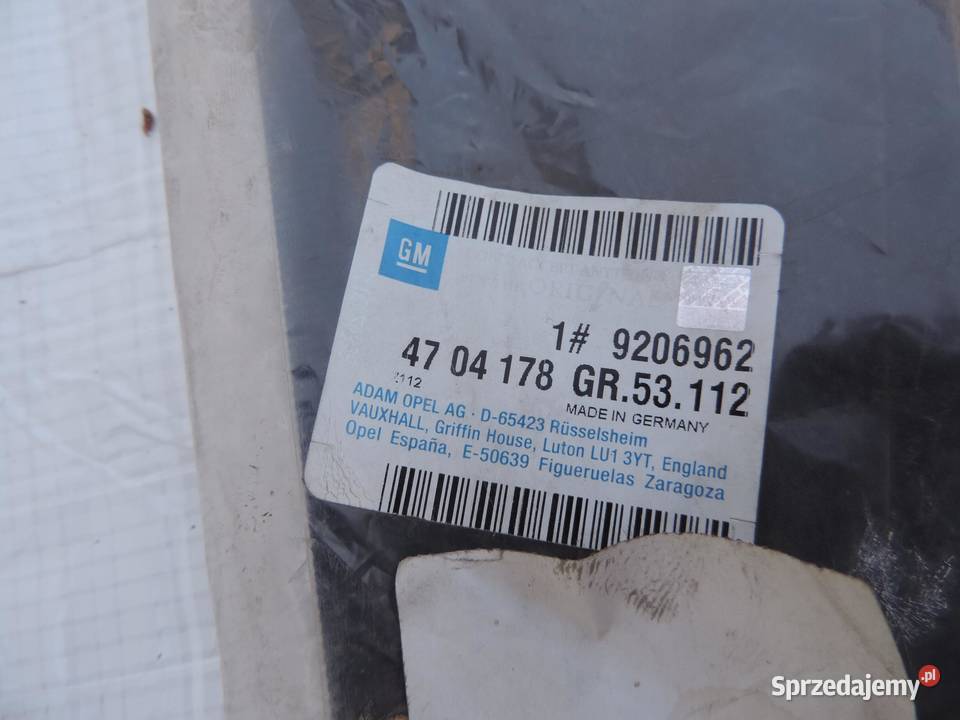 GM
ORIGINAL
1# 9206962
47 04 178 GR.53.112
MADE IN GERMANY
ADAM OPEL AG · D-65423 Rüsselsheim
VAUXHALL, Griffin House, Luton LU1 3YT, England
Opel España, E-50639 Figueruelas Zaragoza
Sprzedajemy.pl